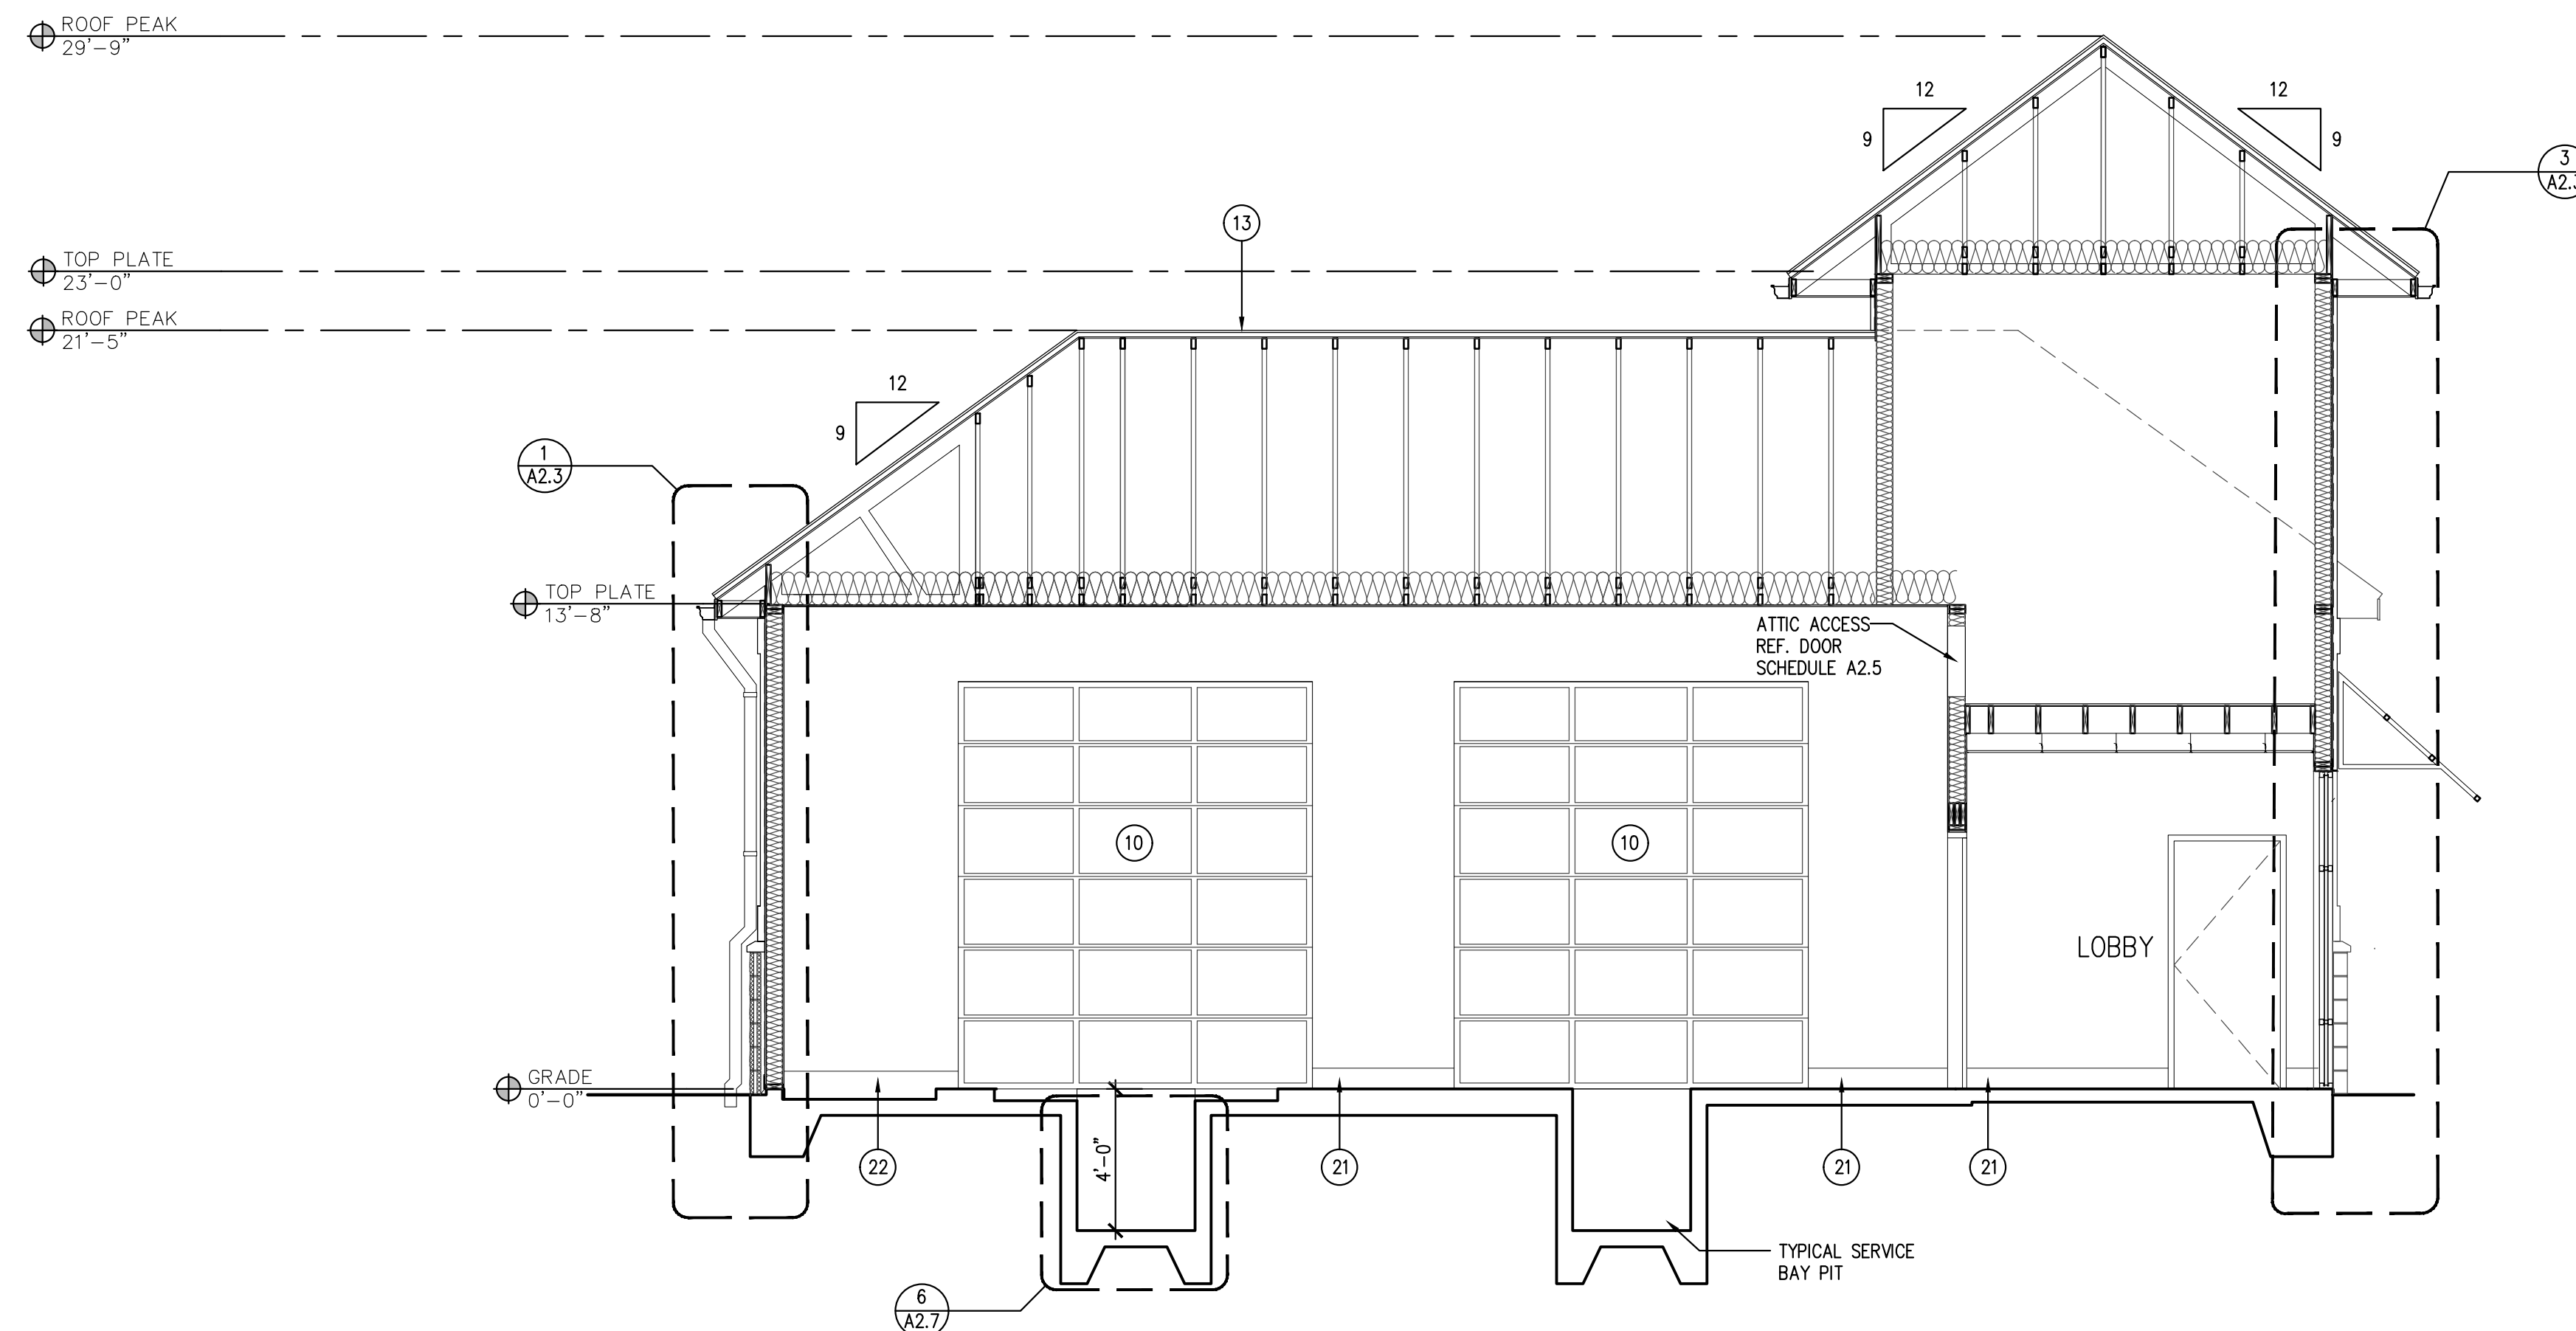 ROOF PEAK
29'-9"
12
9
12
9
3
13
TOP PLATE
23'-0"
ROOF PEAK
21'-5"
12
9
1
A2.3
TOP PLATE
13'-8"
ATTIC ACCESS
REF. DOOR
SCHEDULE A2.5
10
10
LOBBY
GRADE
0'-0"
4'-0"
22
21
21
21
TYPICAL SERVICE
BAY PIT
6
A2.7